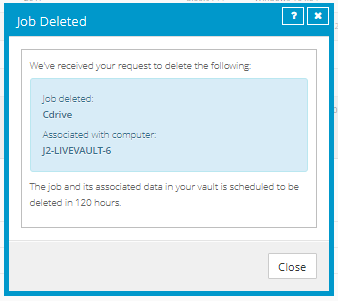 Job Deleted
?
We've received your request to delete the following:
Job deleted:
Cdrive
Associated with computer:
J2-LIVEVAULT-6
The job and its associated data in your vault is scheduled to be
deleted in 120 hours.
Close